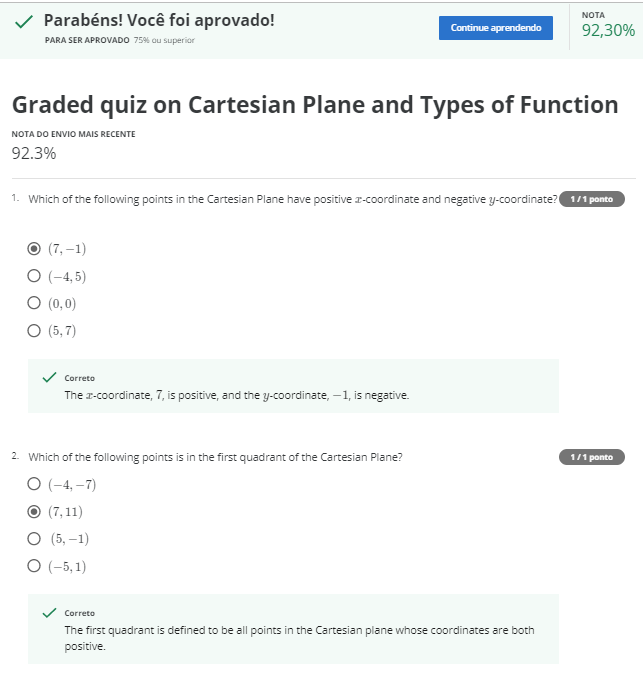 Parabéns! Você foi aprovado!
PARA SER APROVADO 75% ou superior
Continue aprendendo
NOTA
92,30%
Graded quiz on Cartesian Plane and Types of Function
NOTA DO ENVIO MAIS RECENTE
92.3%
1. Which of the following points in the Cartesian Plane have positive x-coordinate and negative y-coordinate? 1 / 1 ponto
(7, −1)
(−4, 5)
(0, 0)
(5, 7)
Correto
The x-coordinate, 7, is positive, and the y-coordinate, −1, is negative.
2. Which of the following points is in the first quadrant of the Cartesian Plane? 1 / 1 ponto
(−4, −7)
(7, 11)
(5, −1)
(−5, 1)
Correto
The first quadrant is defined to be all points in the Cartesian plane whose coordinates are both
positive.